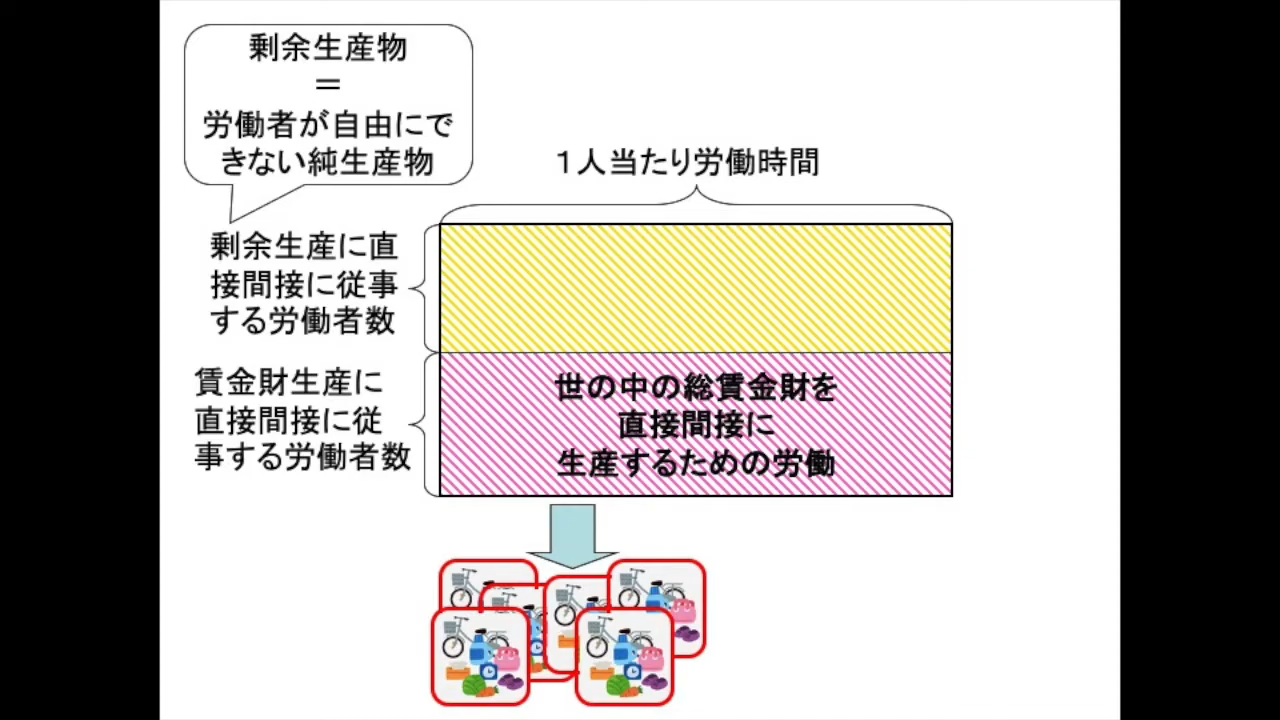 剰余生産物
＝
労働者が自由にで
きない純生産物
１人当たり労働時間
剰余生産に直
接間接に従事
する労働者数
賃金財生産に
直接間接に従
事する労働者数
世の中の総賃金財を
直接間接に
生産するための労働